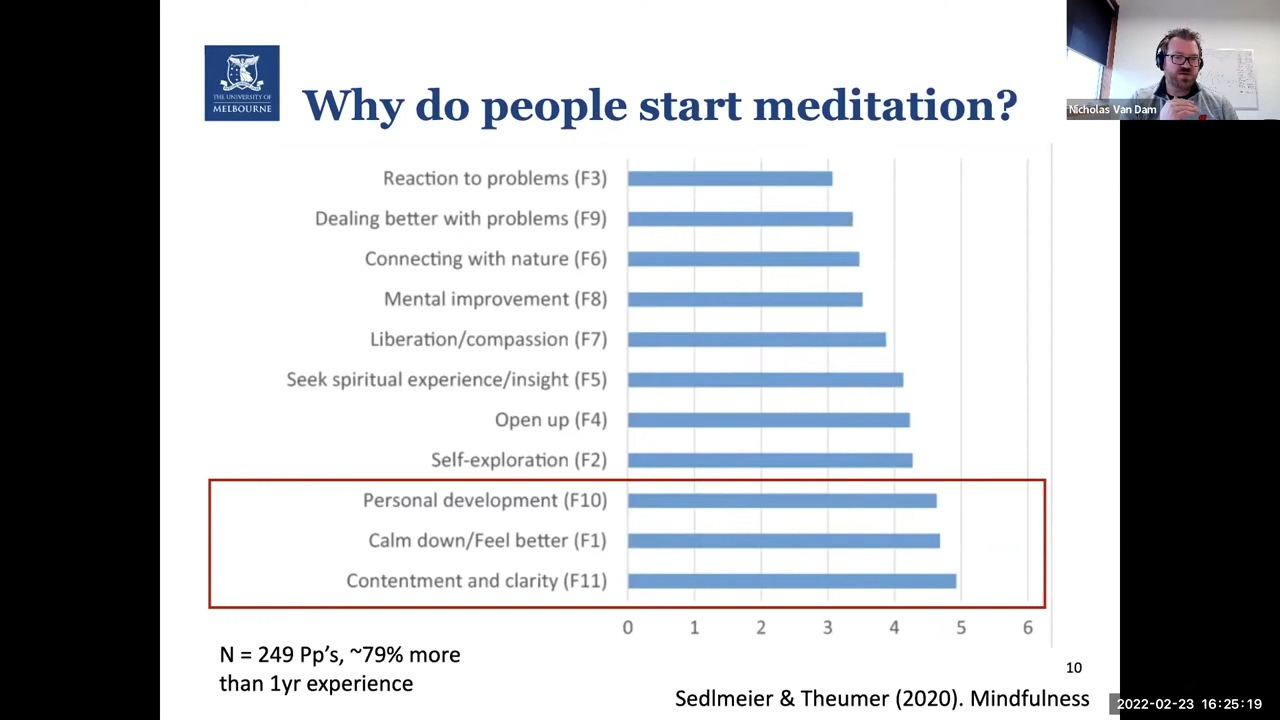 THE UNIVERSITY OF
MELBOURNE
Why do people start meditation?
Nicholas Van Dam
Reaction to problems (F3)
Dealing better with problems (F9)
Connecting with nature (F6)
Mental improvement (F8)
Liberation/compassion (F7)
Seek spiritual experience/insight (F5)
Open up (F4)
Self-exploration (F2)
Personal development (F10)
Calm down/Feel better (F1)
Contentment and clarity (F11)
0 1 2 3 4 5 6
N = 249 Pp's, ~79% more
than 1yr experience
10
Sedlmeier & Theumer (2020). Mindfulness
2022-02-23 16:25:19